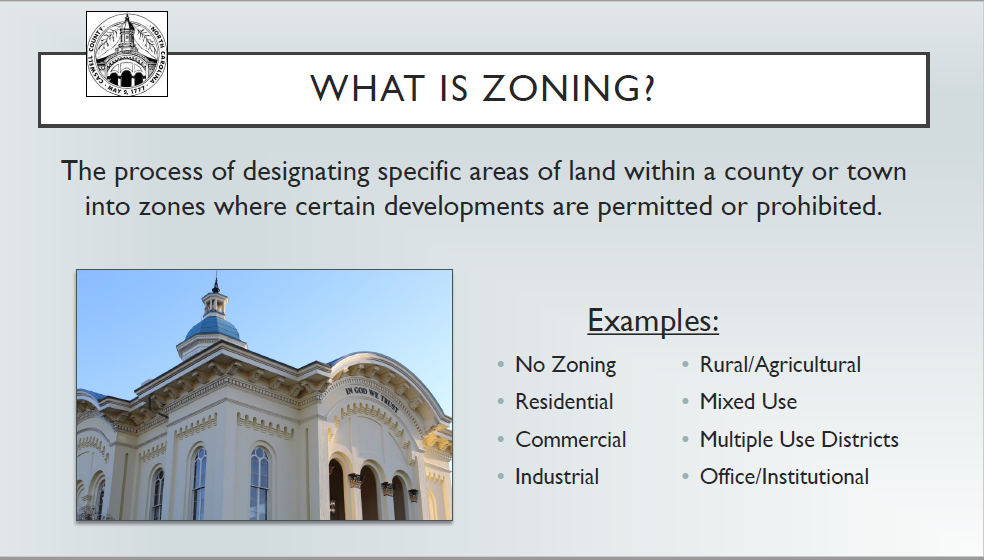 CASWELL COUNTY · NORTH CAROLINA
· MAY 8, 1777 ·
WHAT IS ZONING?
The process of designating specific areas of land within a county or town
into zones where certain developments are permitted or prohibited.
IN GOD WE TRUST
Examples:
• No Zoning
• Residential
• Commercial
• Industrial
• Rural/Agricultural
• Mixed Use
• Multiple Use Districts
• Office/Institutional